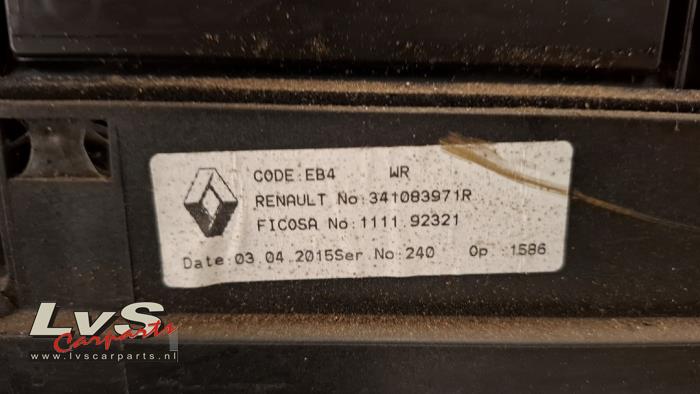 CODE:EB4 WR
RENAULT No:341083971R
FICOSA No:1111.92321
Date:03.04.2015Ser.No:240 Op.:1586
LvS
Carparts
www.lvscarparts.nl